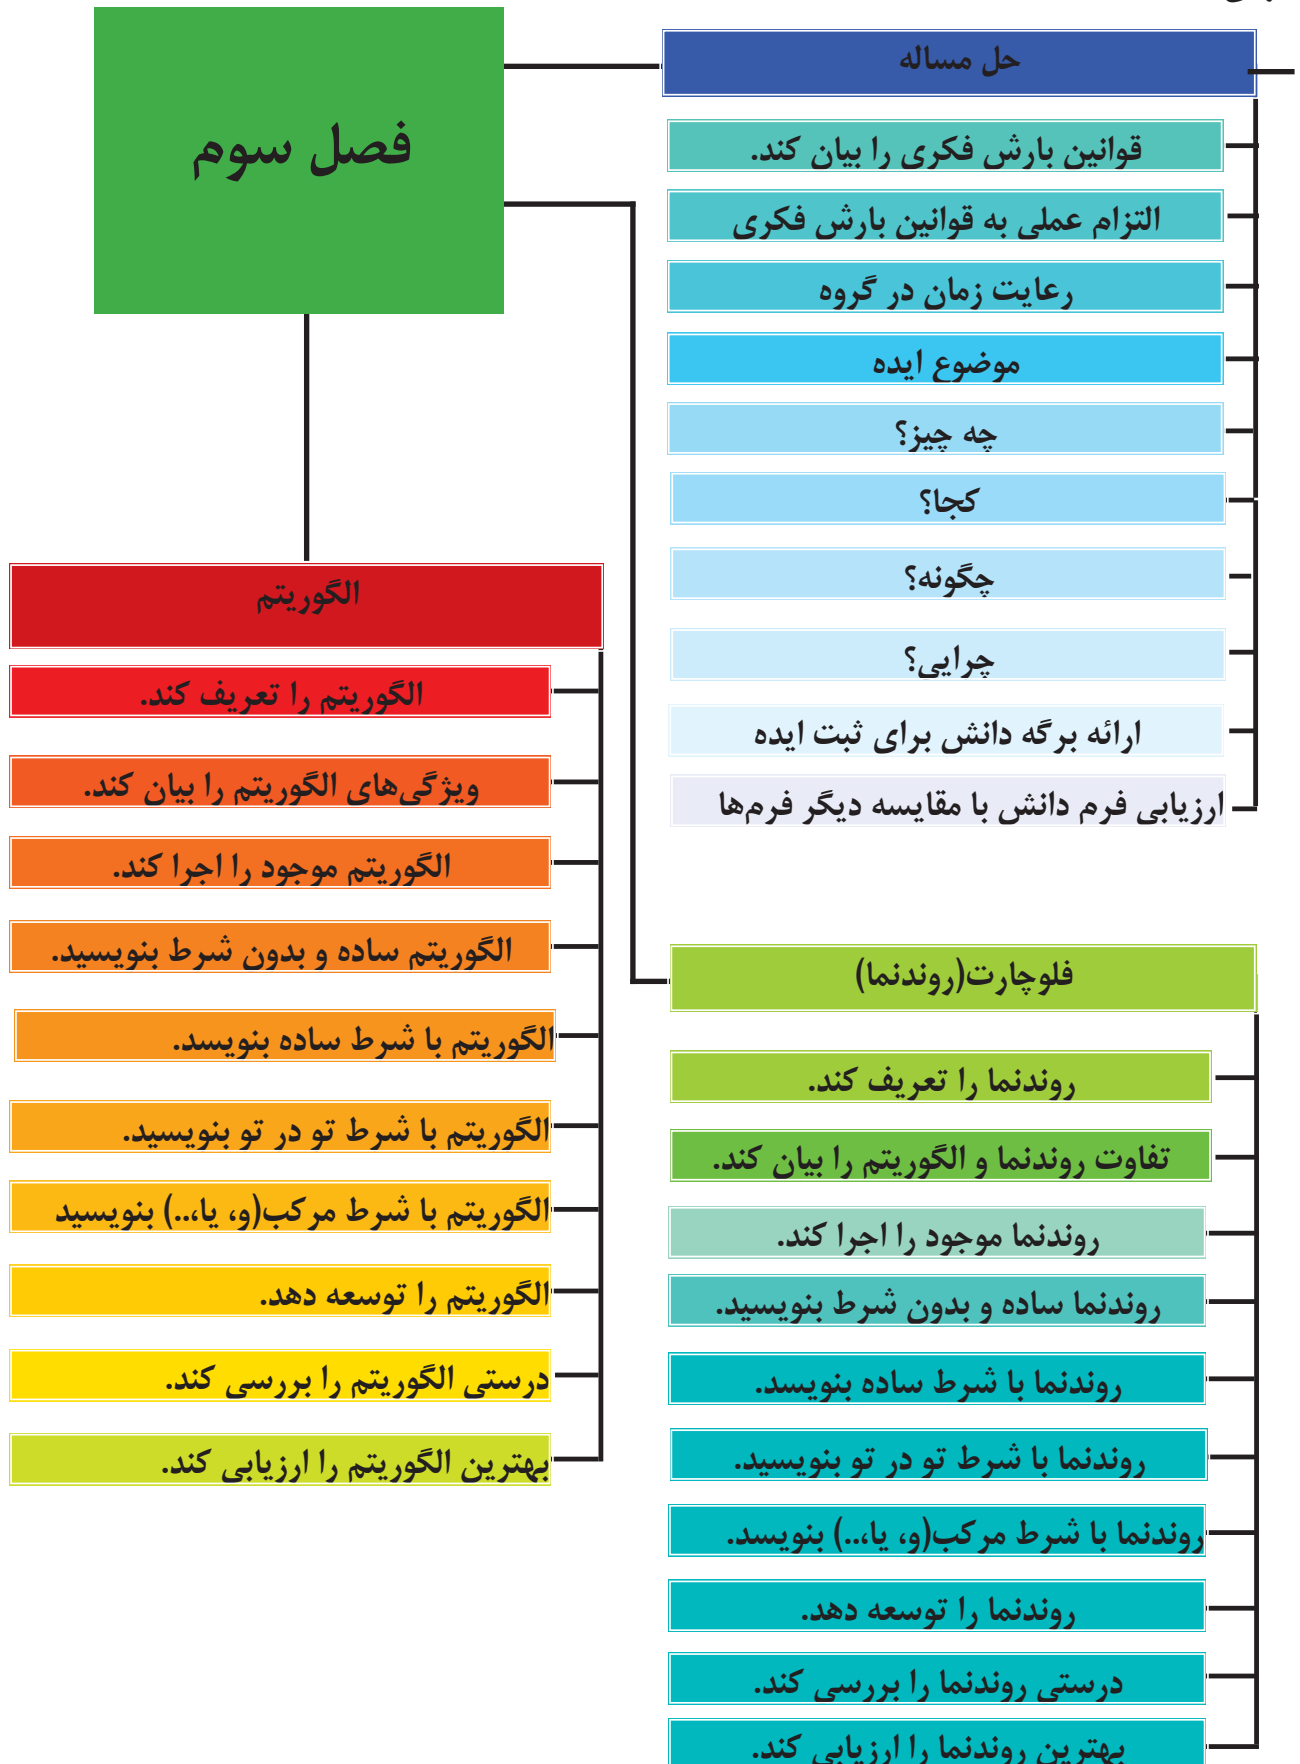 فصل سوم
حل مساله
قوانین بارش فکری را بیان کند.
التزام عملی به قوانین بارش فکری
رعایت زمان در گروه
موضوع ایده
چه چیز؟
کجا؟
چگونه؟
چرایی؟
ارائه برگه دانش برای ثبت ایده
ارزیابی فرم دانش با مقایسه دیگر فرم‌ها
الگوریتم
الگوریتم را تعریف کند.
ویژگی‌های الگوریتم را بیان کند.
الگوریتم موجود را اجرا کند.
الگوریتم ساده و بدون شرط بنویسید.
الگوریتم با شرط ساده بنویسد.
الگوریتم با شرط تو در تو بنویسید.
الگوریتم با شرط مرکب(و، یا،..) بنویسید
الگوریتم را توسعه دهد.
درستی الگوریتم را بررسی کند.
بهترین الگوریتم را ارزیابی کند.
فلوچارت(روندنما)
روندنما را تعریف کند.
تفاوت روندنما و الگوریتم را بیان کند.
روندنما موجود را اجرا کند.
روندنما ساده و بدون شرط بنویسید.
روندنما با شرط ساده بنویسد.
روندنما با شرط تو در تو بنویسید.
روندنما با شرط مرکب(و، یا،..) بنویسد.
روندنما را توسعه دهد.
درستی روندنما را بررسی کند.
بهترین روندنما را ارزیابی کند.